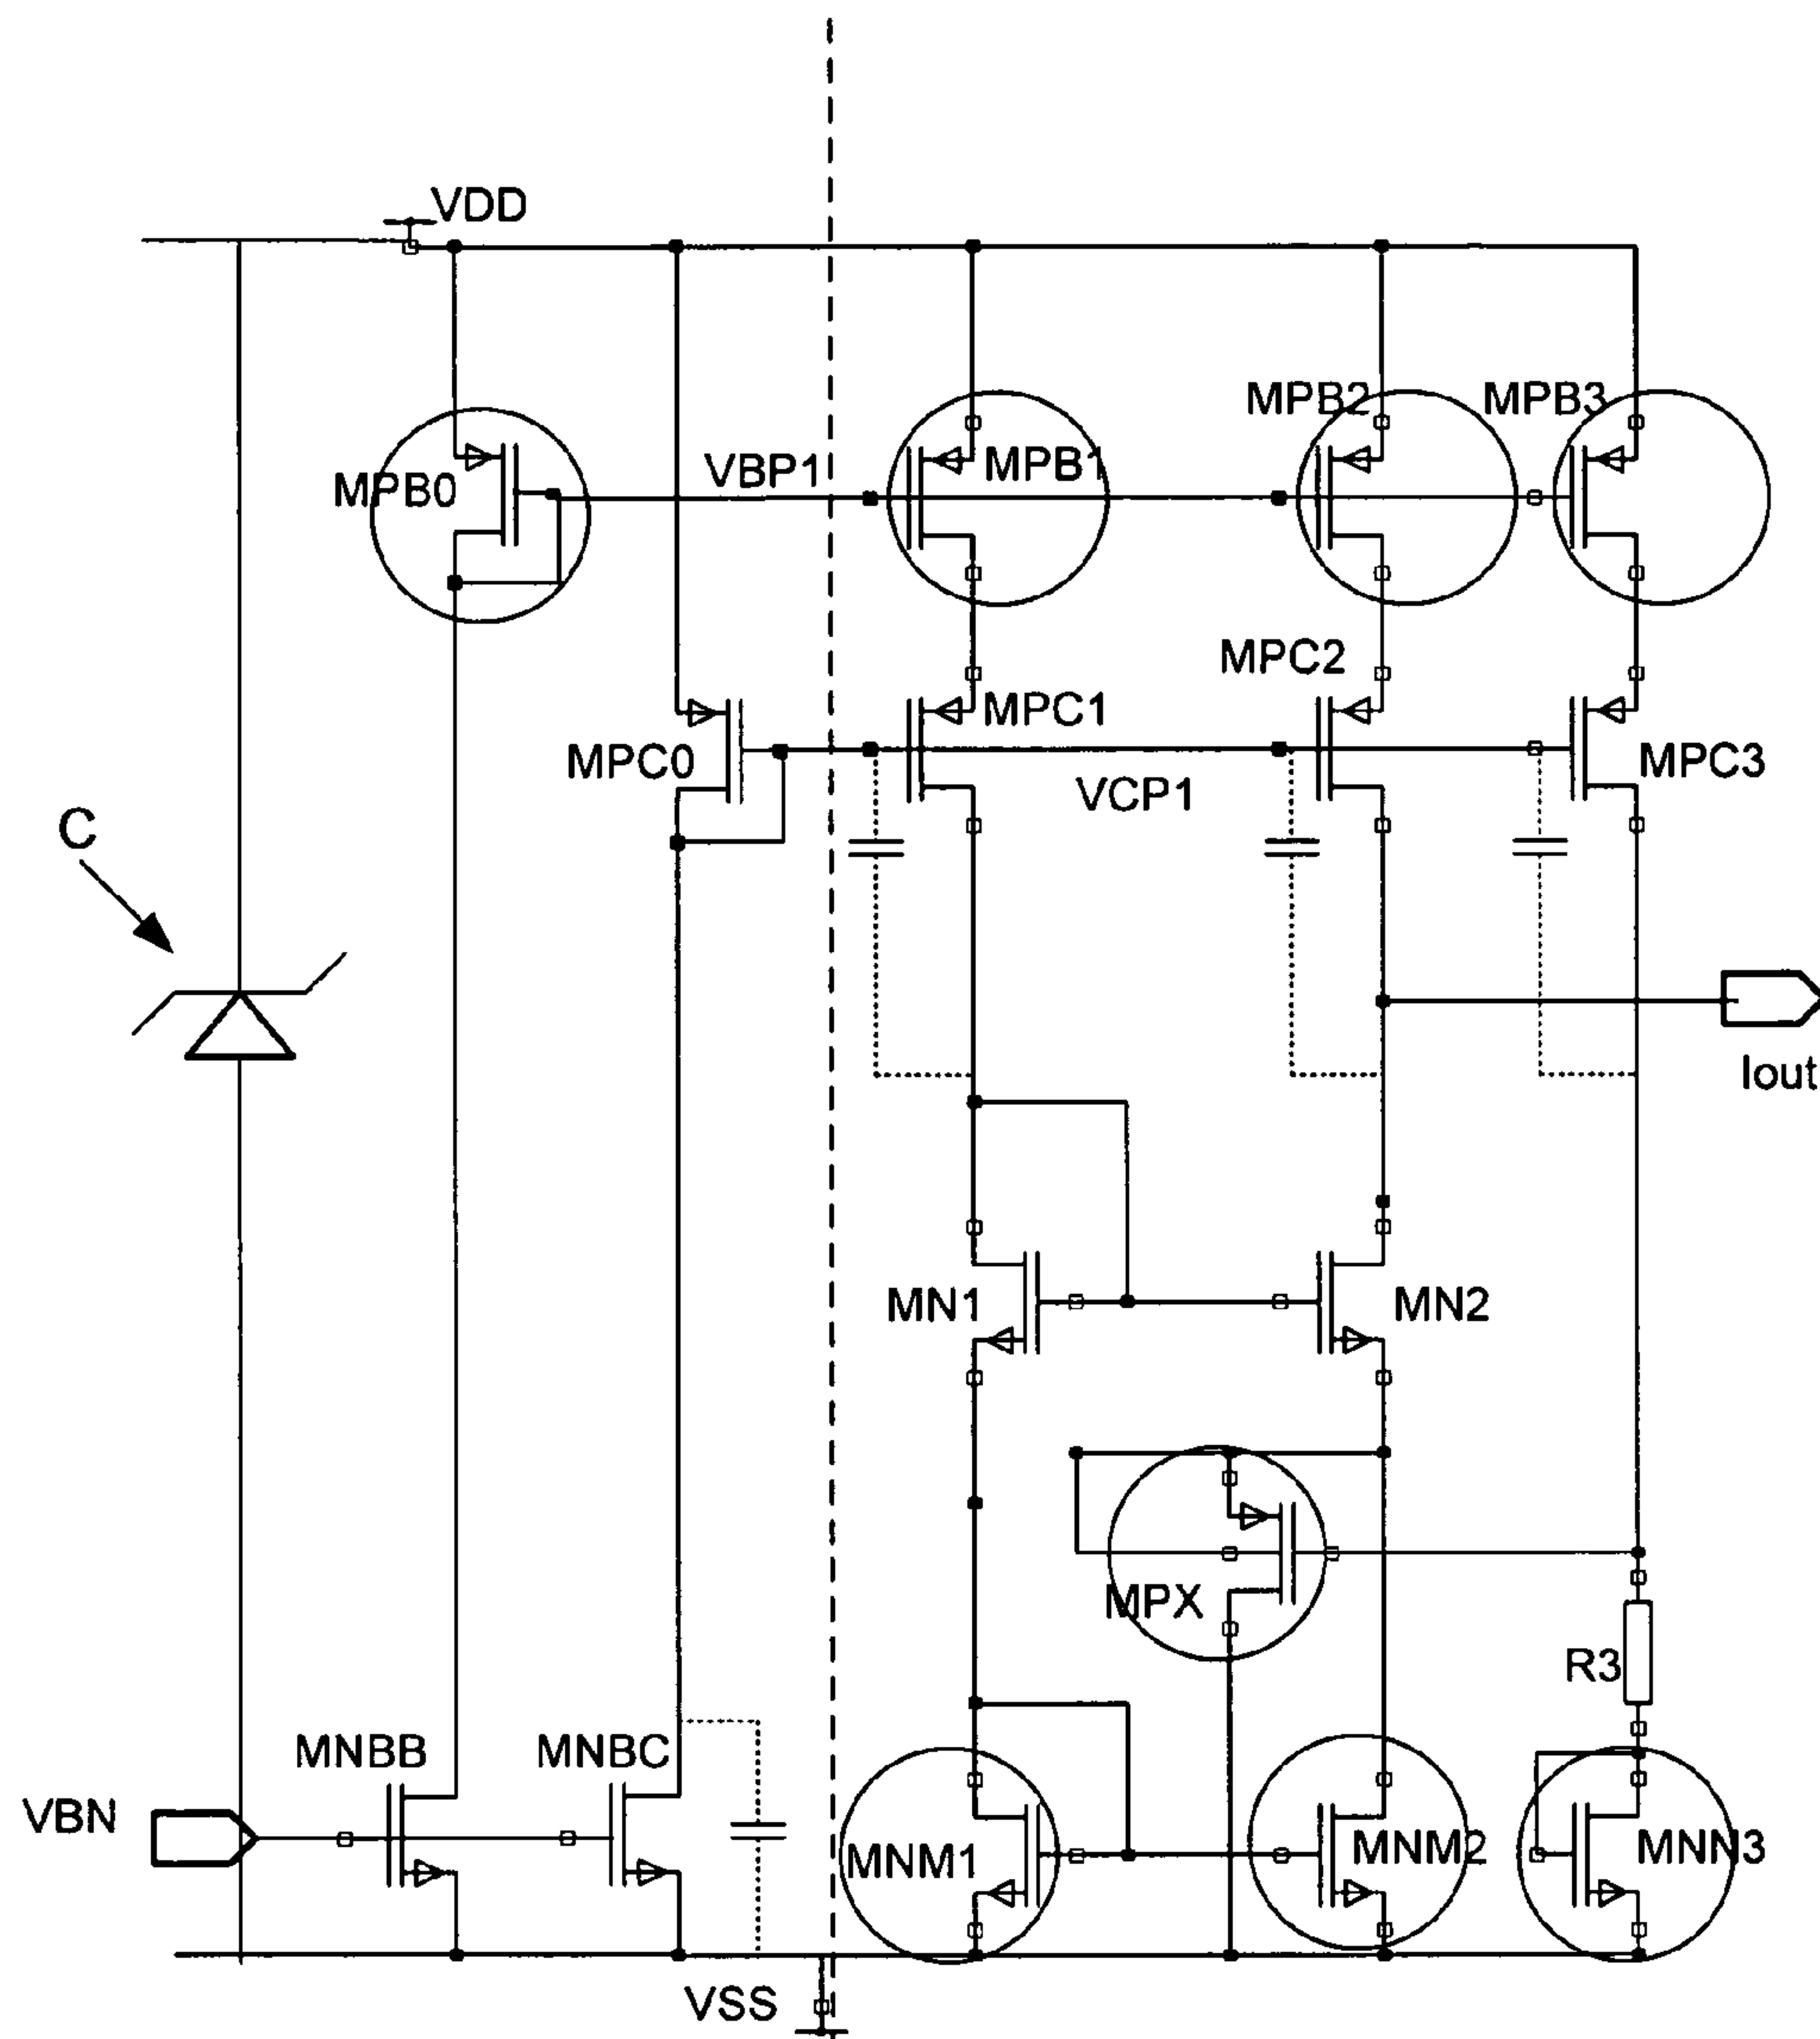 VDD
MPB2
MPB3
VBP1
MPB1
MPB0
MPC2
MPC1
MPC0
MPC3
VCP1
C
Iout
MN1
MN2
MPX
R3
MNBB
MNBC
VBN
MNM1
MNM2
MNN3
VSS